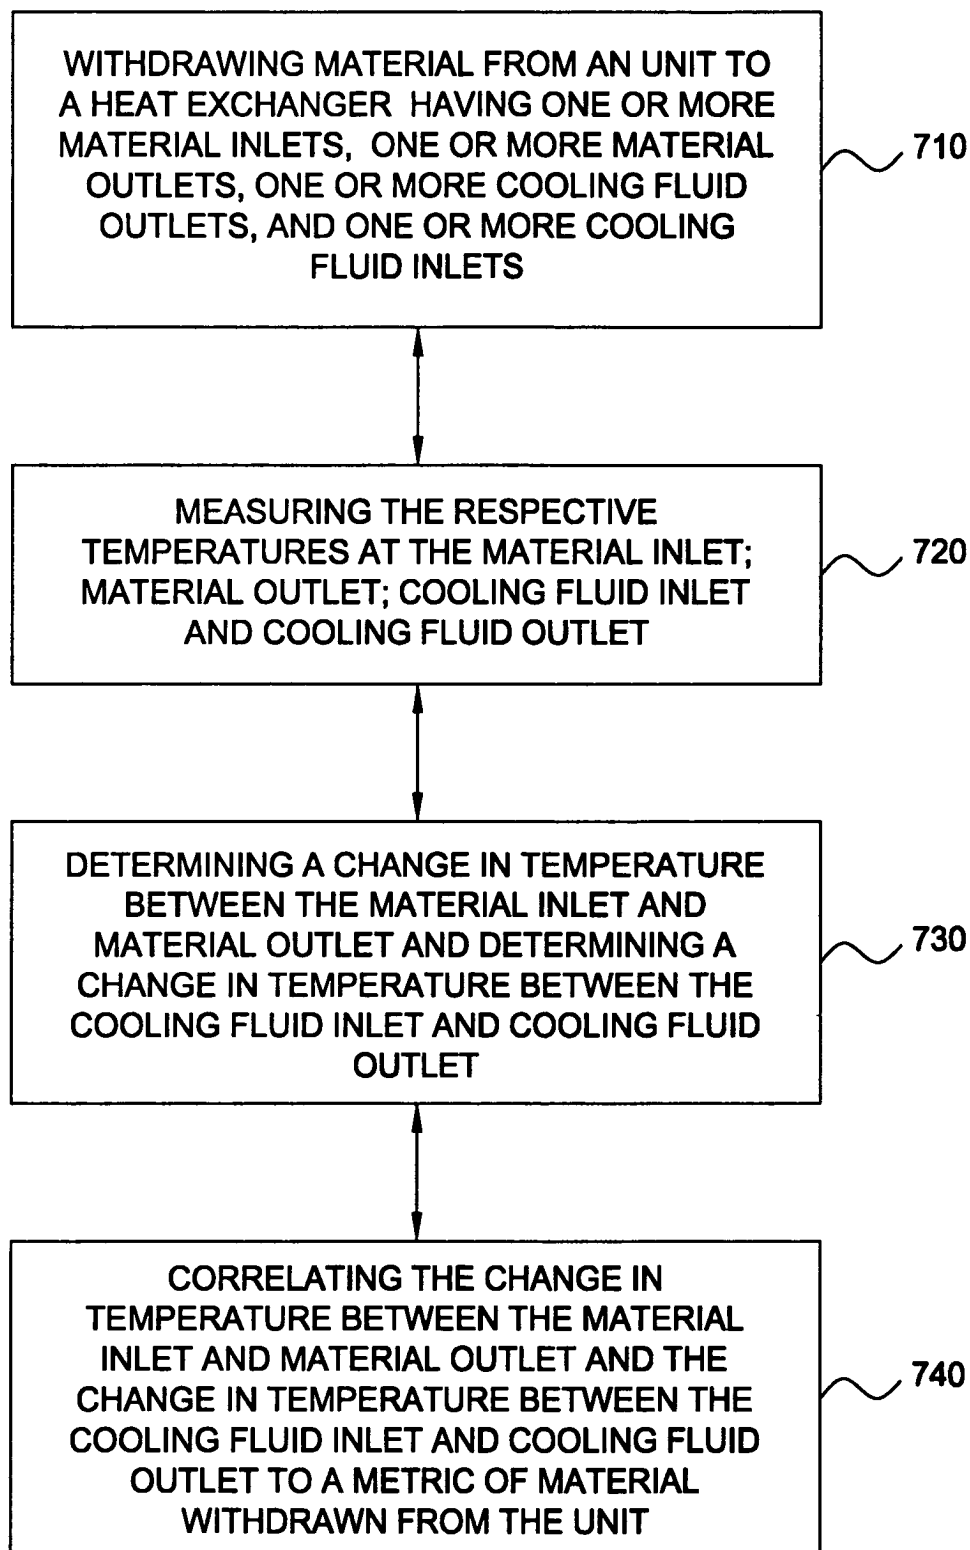 WITHDRAWING MATERIAL FROM AN UNIT TO
A HEAT EXCHANGER HAVING ONE OR MORE
MATERIAL INLETS, ONE OR MORE MATERIAL
OUTLETS, ONE OR MORE COOLING FLUID
OUTLETS, AND ONE OR MORE COOLING
FLUID INLETS
710
MEASURING THE RESPECTIVE
TEMPERATURES AT THE MATERIAL INLET;
MATERIAL OUTLET; COOLING FLUID INLET
AND COOLING FLUID OUTLET
720
DETERMINING A CHANGE IN TEMPERATURE
BETWEEN THE MATERIAL INLET AND
MATERIAL OUTLET AND DETERMINING A
CHANGE IN TEMPERATURE BETWEEN THE
COOLING FLUID INLET AND COOLING FLUID
OUTLET
730
CORRELATING THE CHANGE IN
TEMPERATURE BETWEEN THE MATERIAL
INLET AND MATERIAL OUTLET AND THE
CHANGE IN TEMPERATURE BETWEEN THE
COOLING FLUID INLET AND COOLING FLUID
OUTLET TO A METRIC OF MATERIAL
WITHDRAWN FROM THE UNIT
740